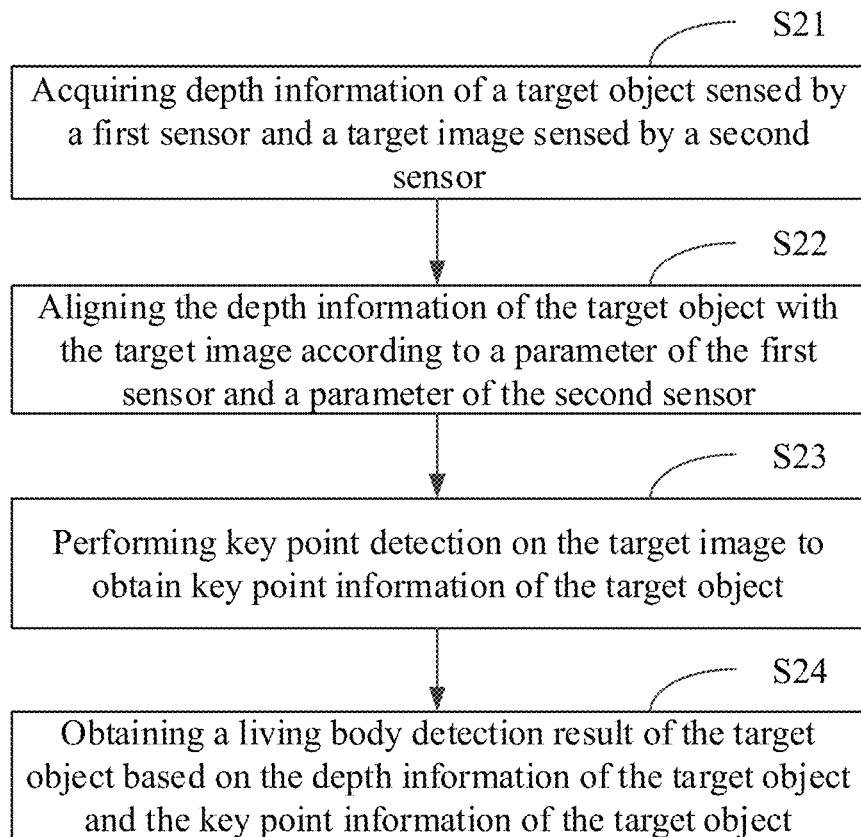 S21
Acquiring depth information of a target object sensed by
a first sensor and a target image sensed by a second
sensor
S22
Aligning the depth information of the target object with
the target image according to a parameter of the first
sensor and a parameter of the second sensor
S23
Performing key point detection on the target image to
obtain key point information of the target object
S24
Obtaining a living body detection result of the target
object based on the depth information of the target object
and the key point information of the target object